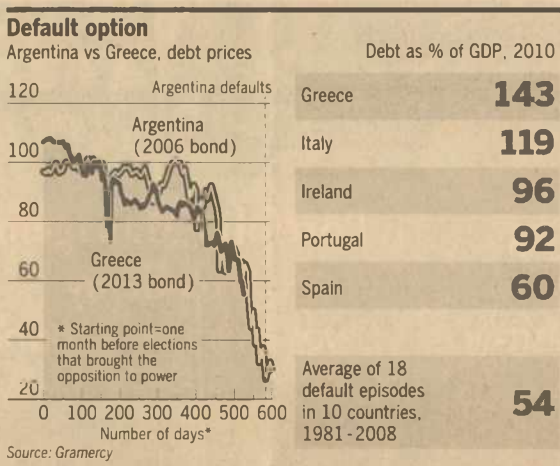 Default option
Argentina vs Greece, debt prices
Argentina defaults
120
100
80
60
40
20
Argentina
(2006 bond)
Greece
(2013 bond)
* Starting point=one
month before elections
that brought the
opposition to power
0 100 200 300 400 500 600
Number of days*
Source: Gramercy
Debt as % of GDP, 2010
Greece 143
Italy 119
Ireland 96
Portugal 92
Spain 60
Average of 18
default episodes
in 10 countries,
1981-2008
54